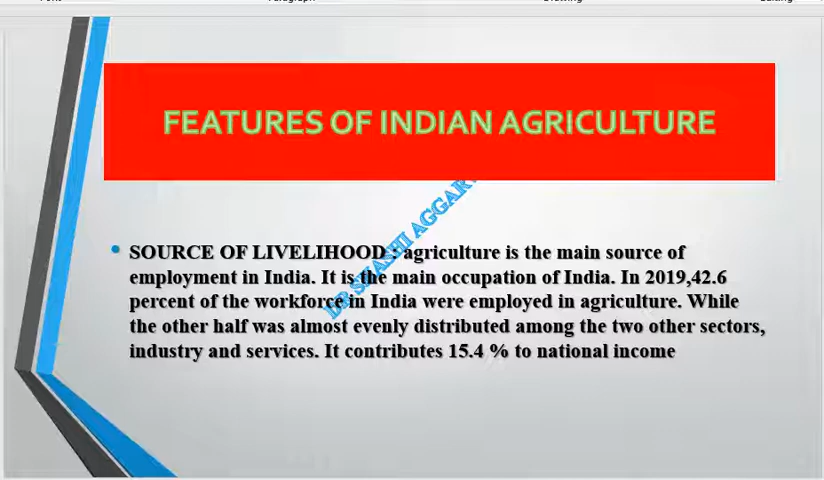 FEATURES OF INDIAN AGRICULTURE
SOURCE OF LIVELIHOOD : agriculture is the main source of
employment in India. It is the main occupation of India. In 2019,42.6
percent of the workforce in India were employed in agriculture. While
the other half was almost evenly distributed among the two other sectors,
industry and services. It contributes 15.4 % to national income
DR SHASHI AGGAR